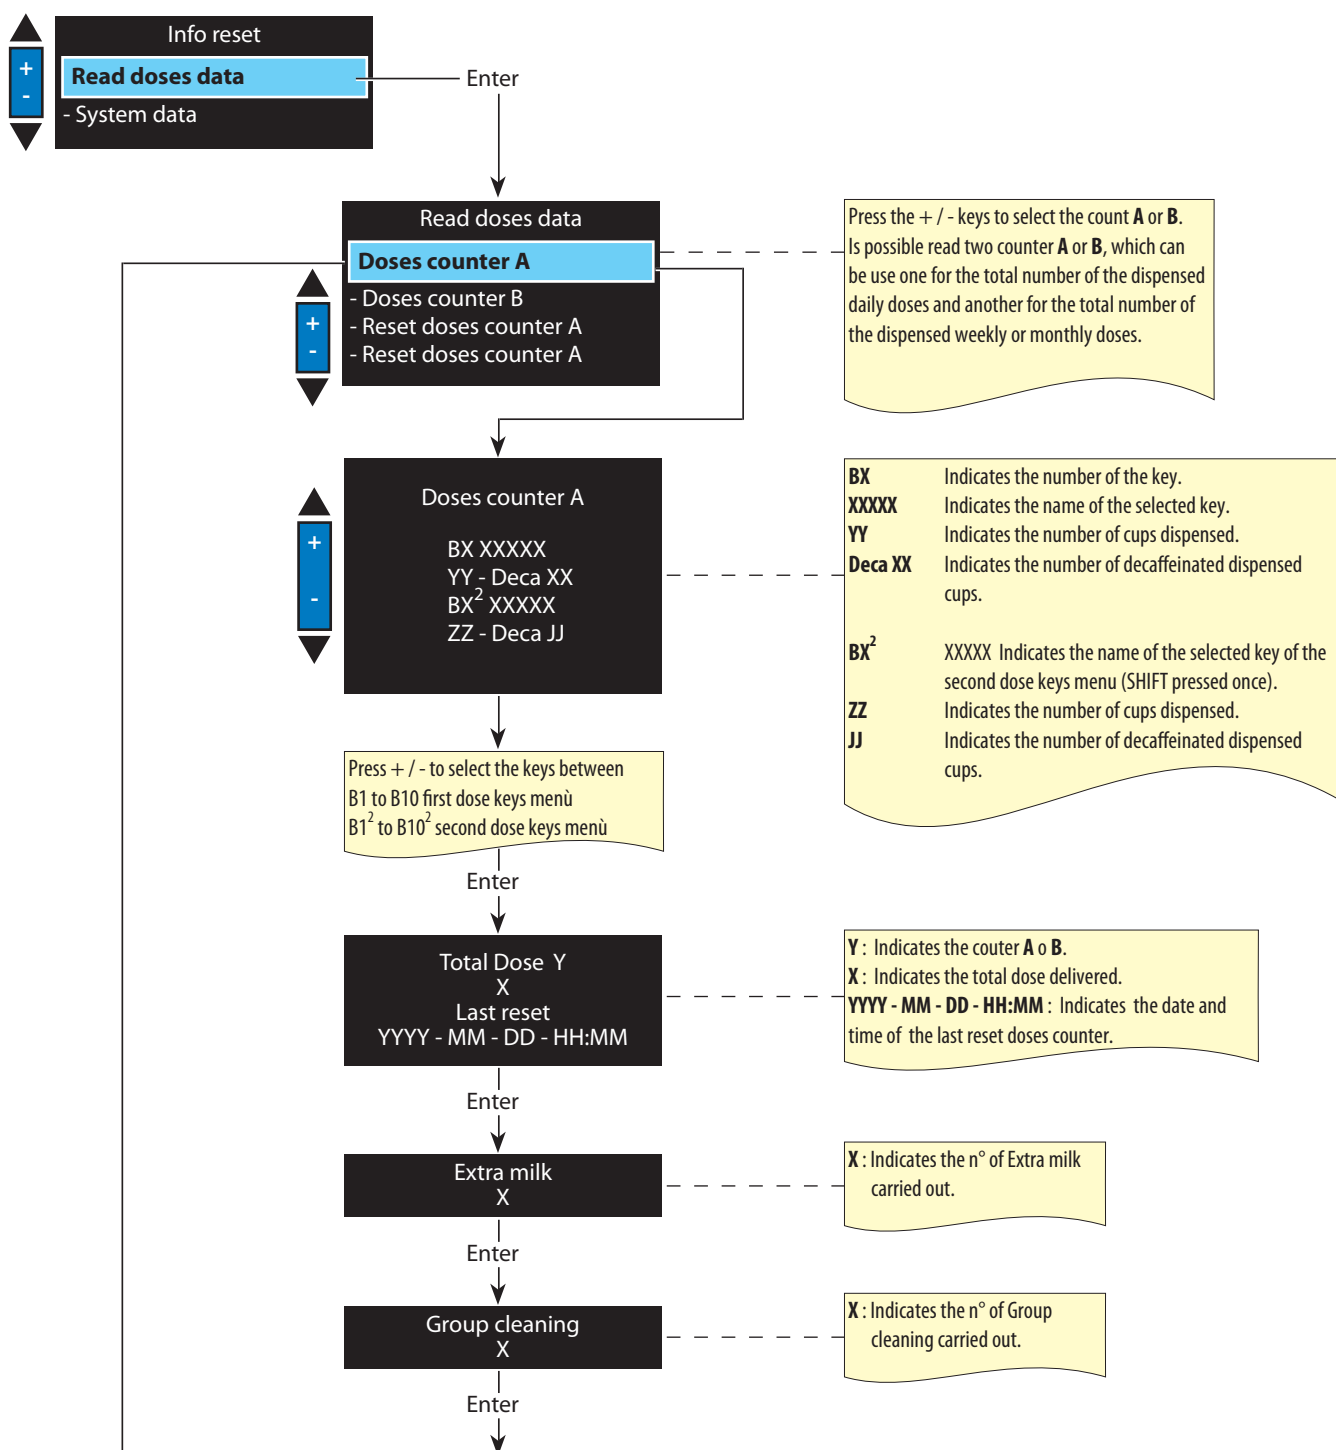 Info reset
Read doses data
- System data
+
-
Enter
Read doses data
Doses counter A
- Doses counter B
- Reset doses counter A
- Reset doses counter A
+
-
Press the + / - keys to select the count A or B.
Is possible read two counter A or B, which can
be use one for the total number of the dispensed
daily doses and another for the total number of
the dispensed weekly or monthly doses.
Doses counter A
BX XXXXX
YY - Deca XX
BX² XXXXX
ZZ - Deca JJ
+
-
BX Indicates the number of the key.
XXXXX Indicates the name of the selected key.
YY Indicates the number of cups dispensed.
Deca XX Indicates the number of decaffeinated dispensed
cups.
BX² XXXXX Indicates the name of the selected key of the
second dose keys menu (SHIFT pressed once).
ZZ Indicates the number of cups dispensed.
JJ Indicates the number of decaffeinated dispensed
cups.
Press + / - to select the keys between
B1 to B10 first dose keys menù
B1² to B10² second dose keys menù
Enter
Total Dose Y
X
Last reset
YYYY - MM - DD - HH:MM
Y : Indicates the couter A o B.
X : Indicates the total dose delivered.
YYYY - MM - DD - HH:MM : Indicates the date and
time of the last reset doses counter.
Enter
Extra milk
X
X : Indicates the n° of Extra milk
carried out.
Enter
Group cleaning
X
X : Indicates the n° of Group
cleaning carried out.
Enter